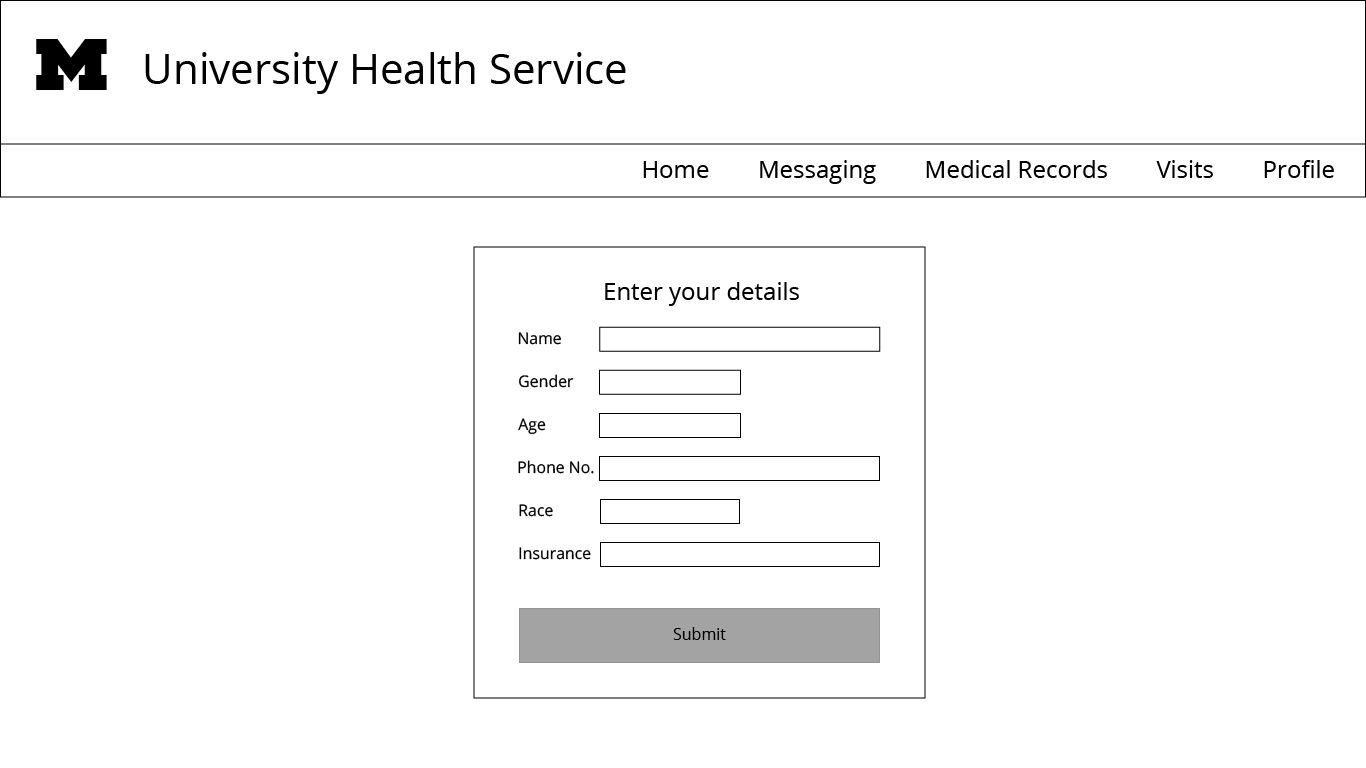 M University Health Service
Home Messaging Medical Records Visits Profile
Enter your details
Name
Gender
Age
Phone No.
Race
Insurance
Submit